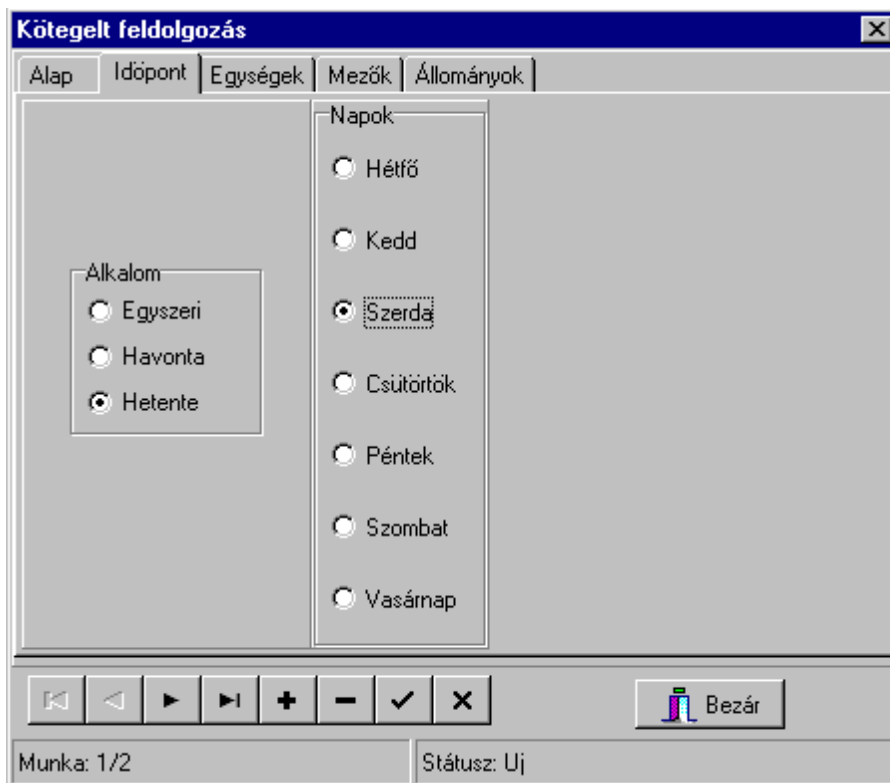 Kötegelt feldolgozás
Alap Időpont Egységek Mezők Állományok
Napok
Hétfő
Kedd
Alkalom
Egyszeri
Szerda
Havonta
Csütörtök
Hetente
Péntek
Szombat
Vasárnap
Bezár
Munka: 1/2 Státusz: Uj